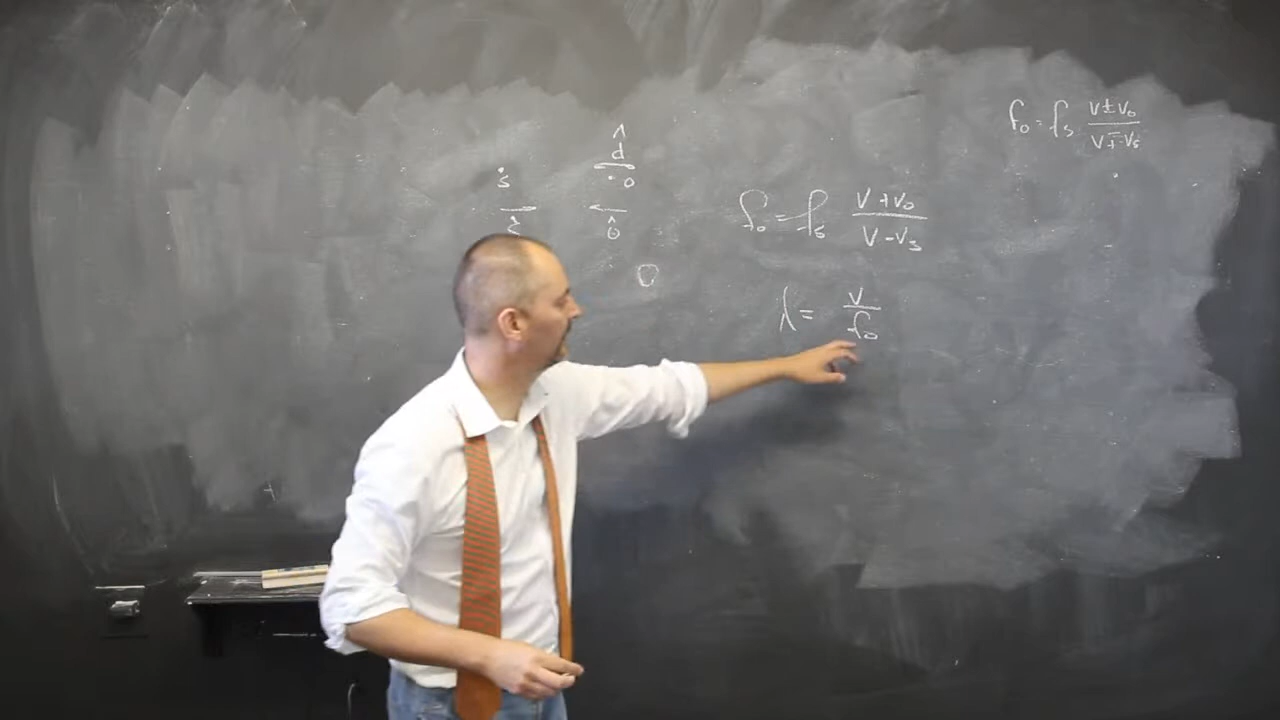 f₀ = fₛ (V ± V₀)/(V ∓ Vₛ)
d
s
o
o
f₀ = fₛ (V + V₀)/(V - Vₛ)
O
λ = V/f₀